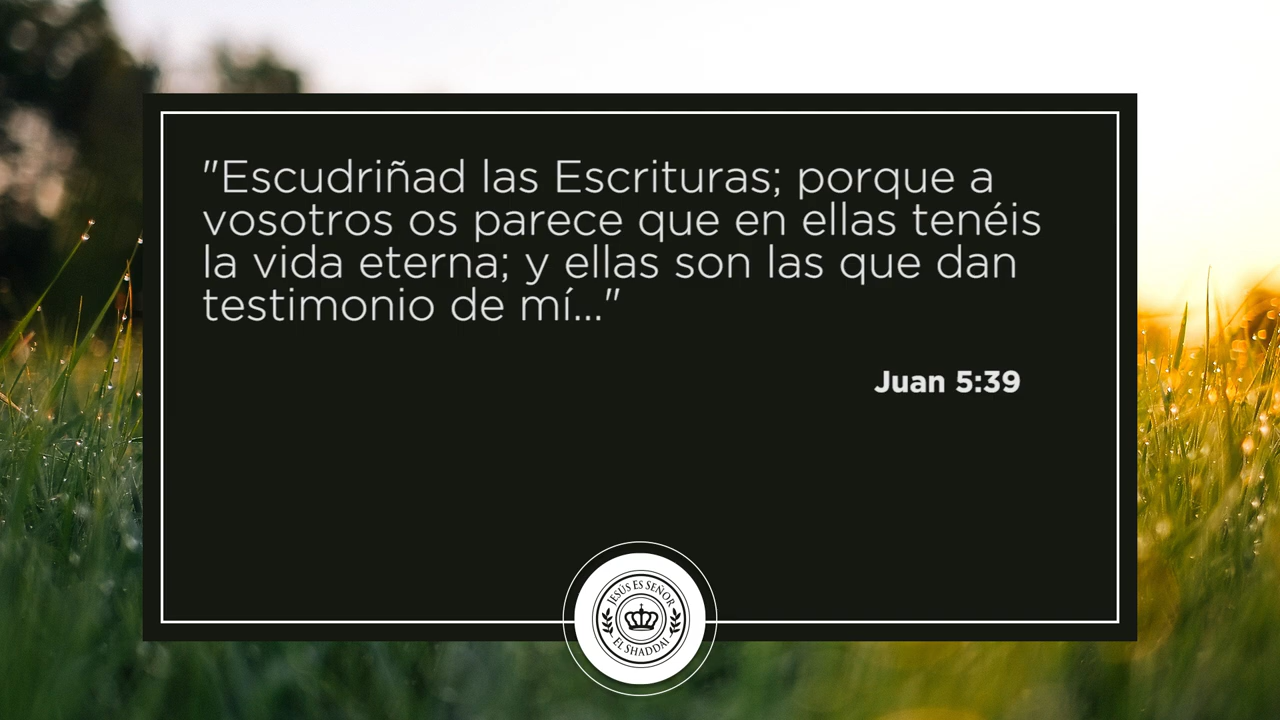 "Escudriñad las Escrituras; porque a
vosotros os parece que en ellas tenéis
la vida eterna; y ellas son las que dan
testimonio de mí..."
Juan 5:39
JESÚS ES SEÑOR
EL SHADDAI